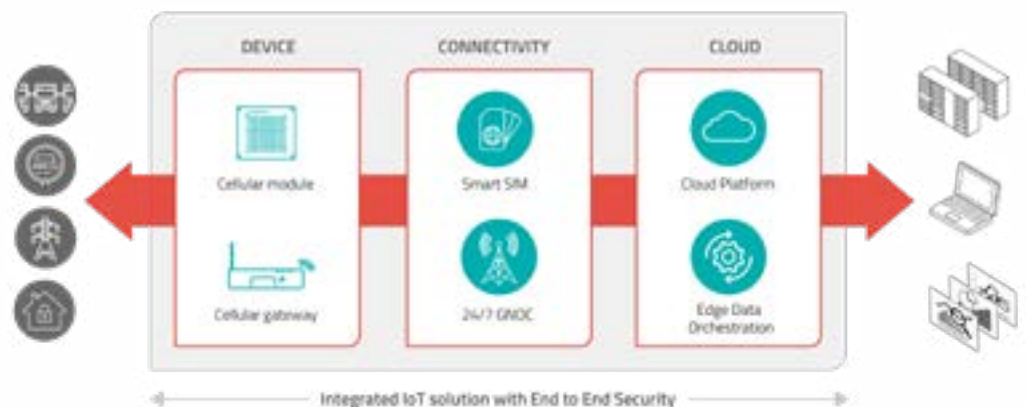 DEVICE
CONNECTIVITY
CLOUD
Cellular module
Smart SIM
Cloud Platform
Cellular gateway
24/7 GNOC
Edge Data
Orchestration
Integrated IoT solution with End to End Security